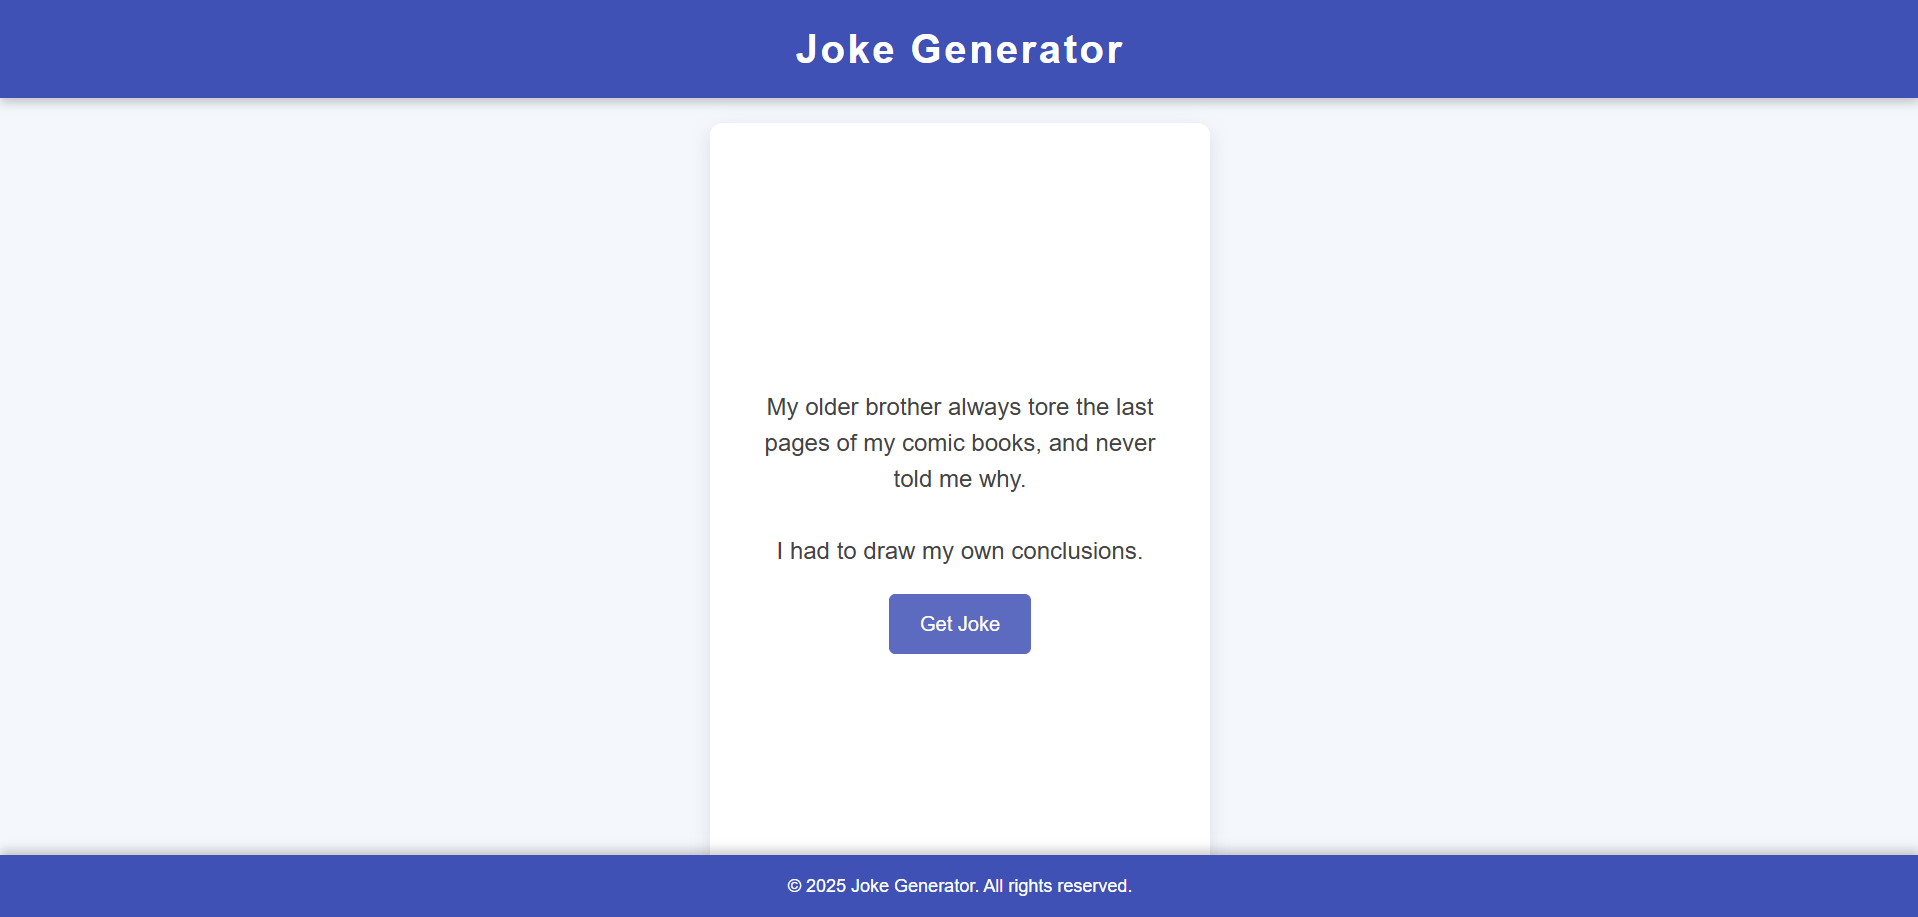 Joke Generator
My older brother always tore the last
pages of my comic books, and never
told me why.
I had to draw my own conclusions.
Get Joke
© 2025 Joke Generator. All rights reserved.